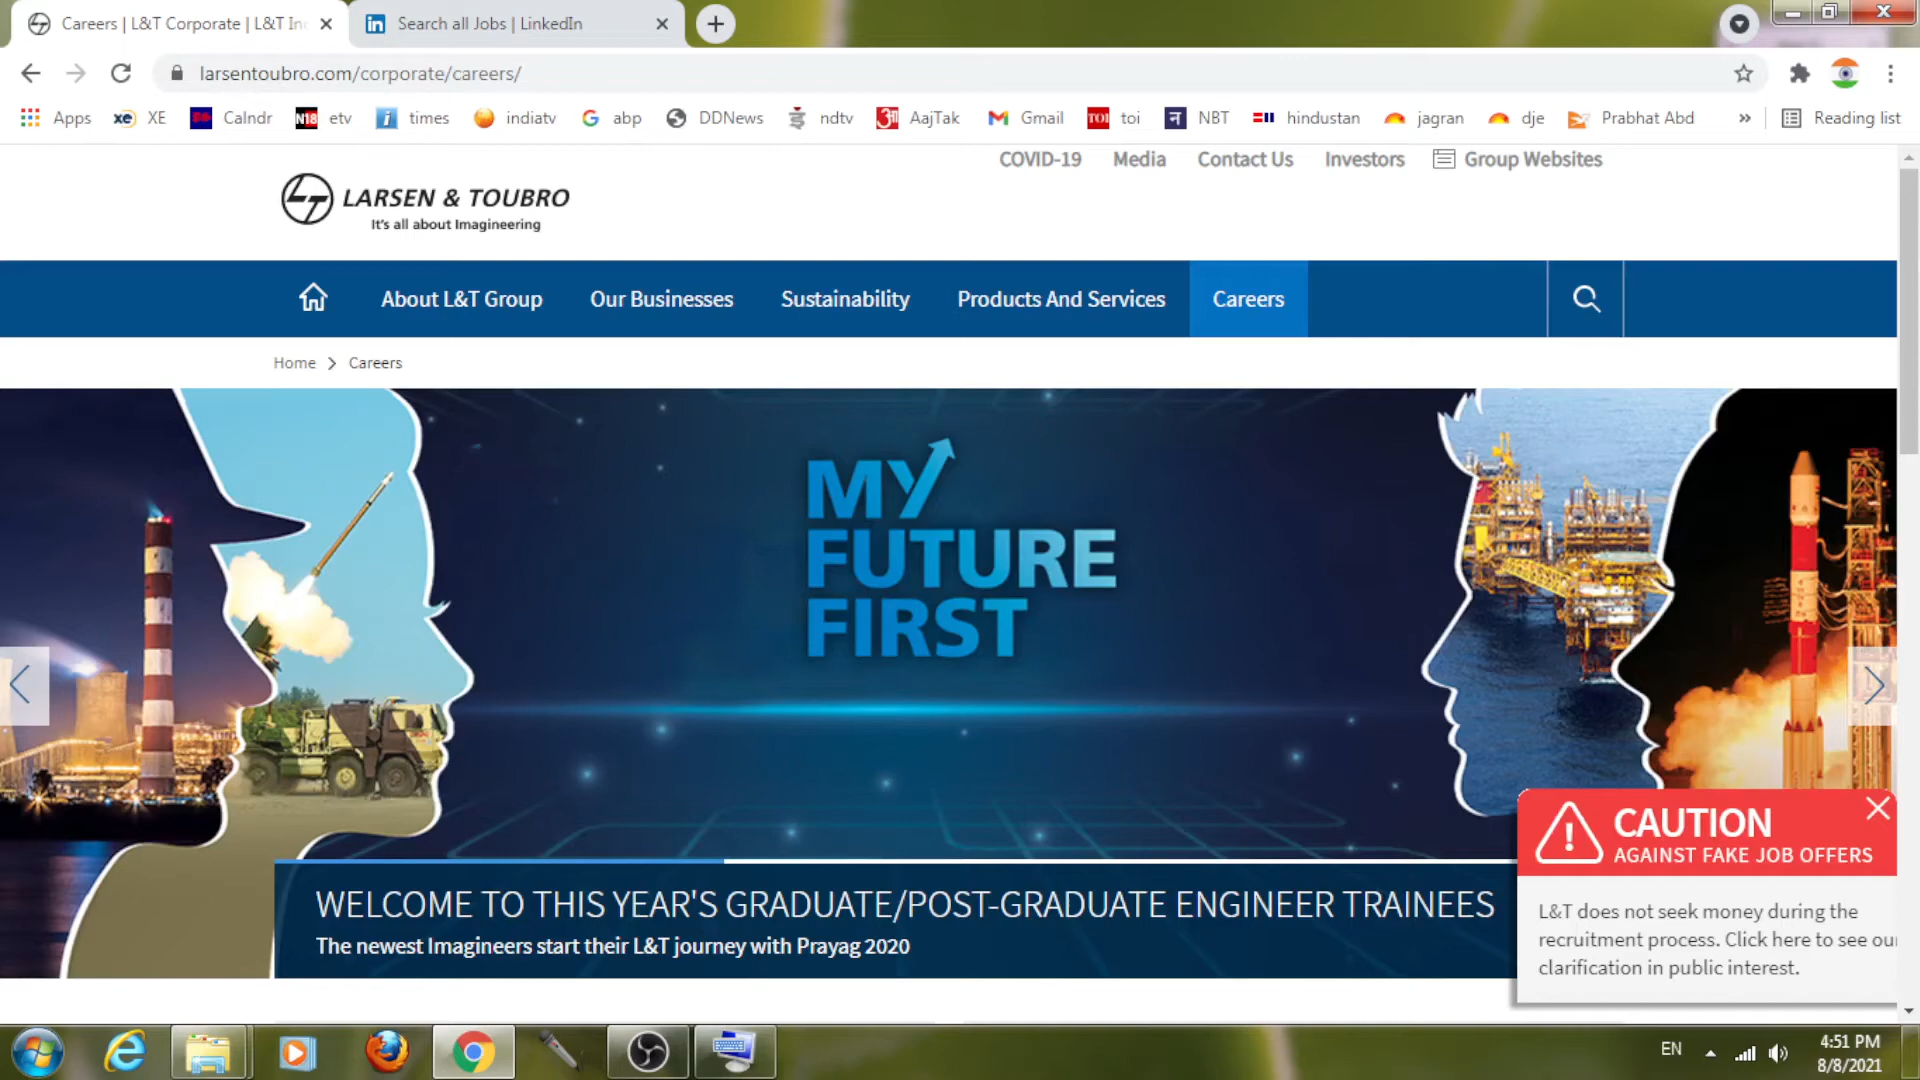 Careers | L&T Corporate | L&T In
Search all Jobs | LinkedIn
larsentoubro.com/corporate/careers/
Apps XE Calndr etv times indiatv abp DDNews ndtv AajTak Gmail toi NBT hindustan jagran dje Prabhat Abd » Reading list
COVID-19 Media Contact Us Investors Group Websites
LARSEN & TOUBRO
It's all about Imagineering
About L&T Group Our Businesses Sustainability Products And Services Careers
Home > Careers
MY
FUTURE
FIRST
WELCOME TO THIS YEAR'S GRADUATE/POST-GRADUATE ENGINEER TRAINEES
The newest Imagineers start their L&T journey with Prayag 2020
CAUTION
AGAINST FAKE JOB OFFERS
L&T does not seek money during the
recruitment process. Click here to see our
clarification in public interest.
EN
4:51 PM
8/8/2021